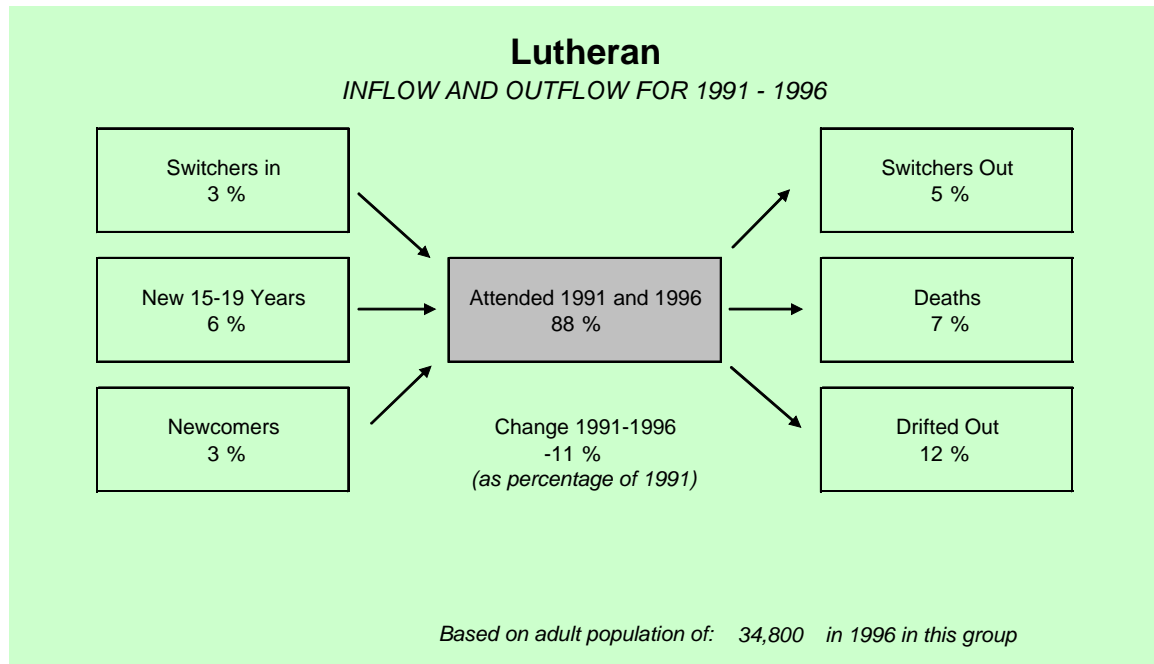 Lutheran
INFLOW AND OUTFLOW FOR 1991 - 1996
Switchers in
3 %
Switchers Out
5 %
New 15-19 Years
6 %
Attended 1991 and 1996
88 %
Deaths
7 %
Newcomers
3 %
Change 1991-1996
-11 %
(as percentage of 1991)
Drifted Out
12 %
Based on adult population of: 34,800 in 1996 in this group